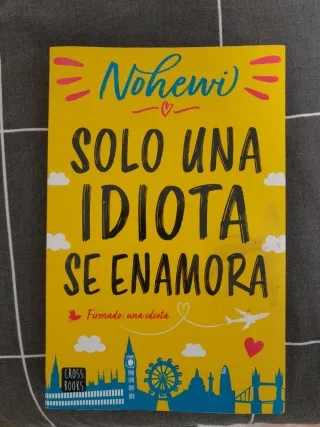 Nohewi
SOLO UNA
IDIOTA
SE ENAMORA
Firmado: una idiota
CROSS
BOOKS